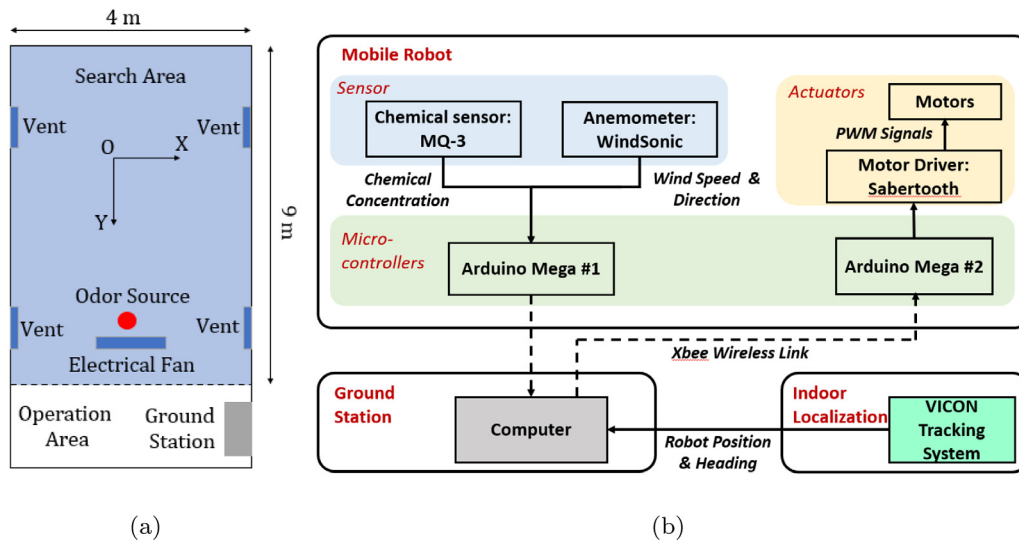 4 m
Search Area
Vent
Vent
O
X
Y
9 m
Odor Source
Vent
Vent
Electrical Fan
Operation
Area
Ground
Station
(a)
Mobile Robot
Sensor
Chemical sensor:
MQ-3
Anemometer:
WindSonic
Chemical
Concentration
Wind Speed &
Direction
Actuators
Motors
PWM Signals
Motor Driver:
Sabertooth
Micro-
controllers
Arduino Mega #1
Arduino Mega #2
Xbee Wireless Link
Ground
Station
Computer
Robot Position
& Heading
Indoor
Localization
VICON
Tracking
System
(b)